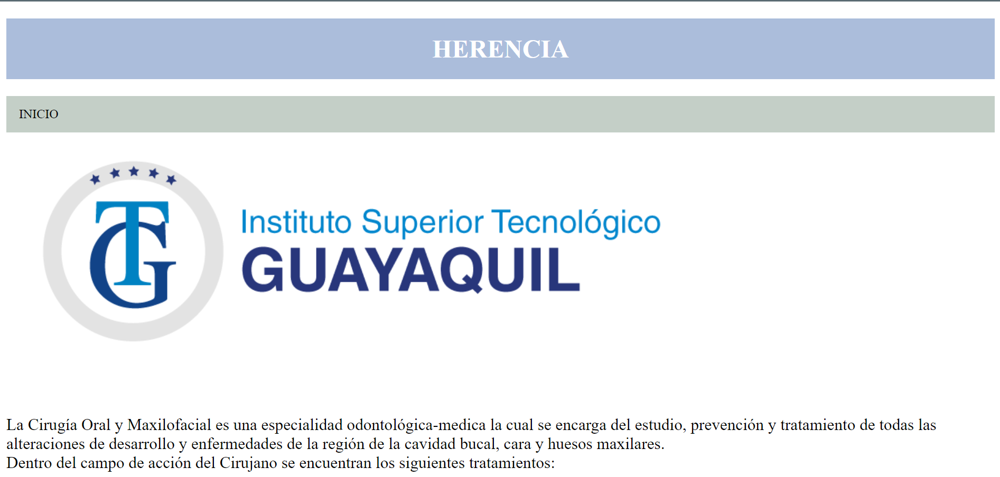 HERENCIA
INICIO
TG
Instituto Superior Tecnológico
GUAYAQUIL
La Cirugía Oral y Maxilofacial es una especialidad odontológica-medica la cual se encarga del estudio, prevención y tratamiento de todas las
alteraciones de desarrollo y enfermedades de la región de la cavidad bucal, cara y huesos maxilares.
Dentro del campo de acción del Cirujano se encuentran los siguientes tratamientos: